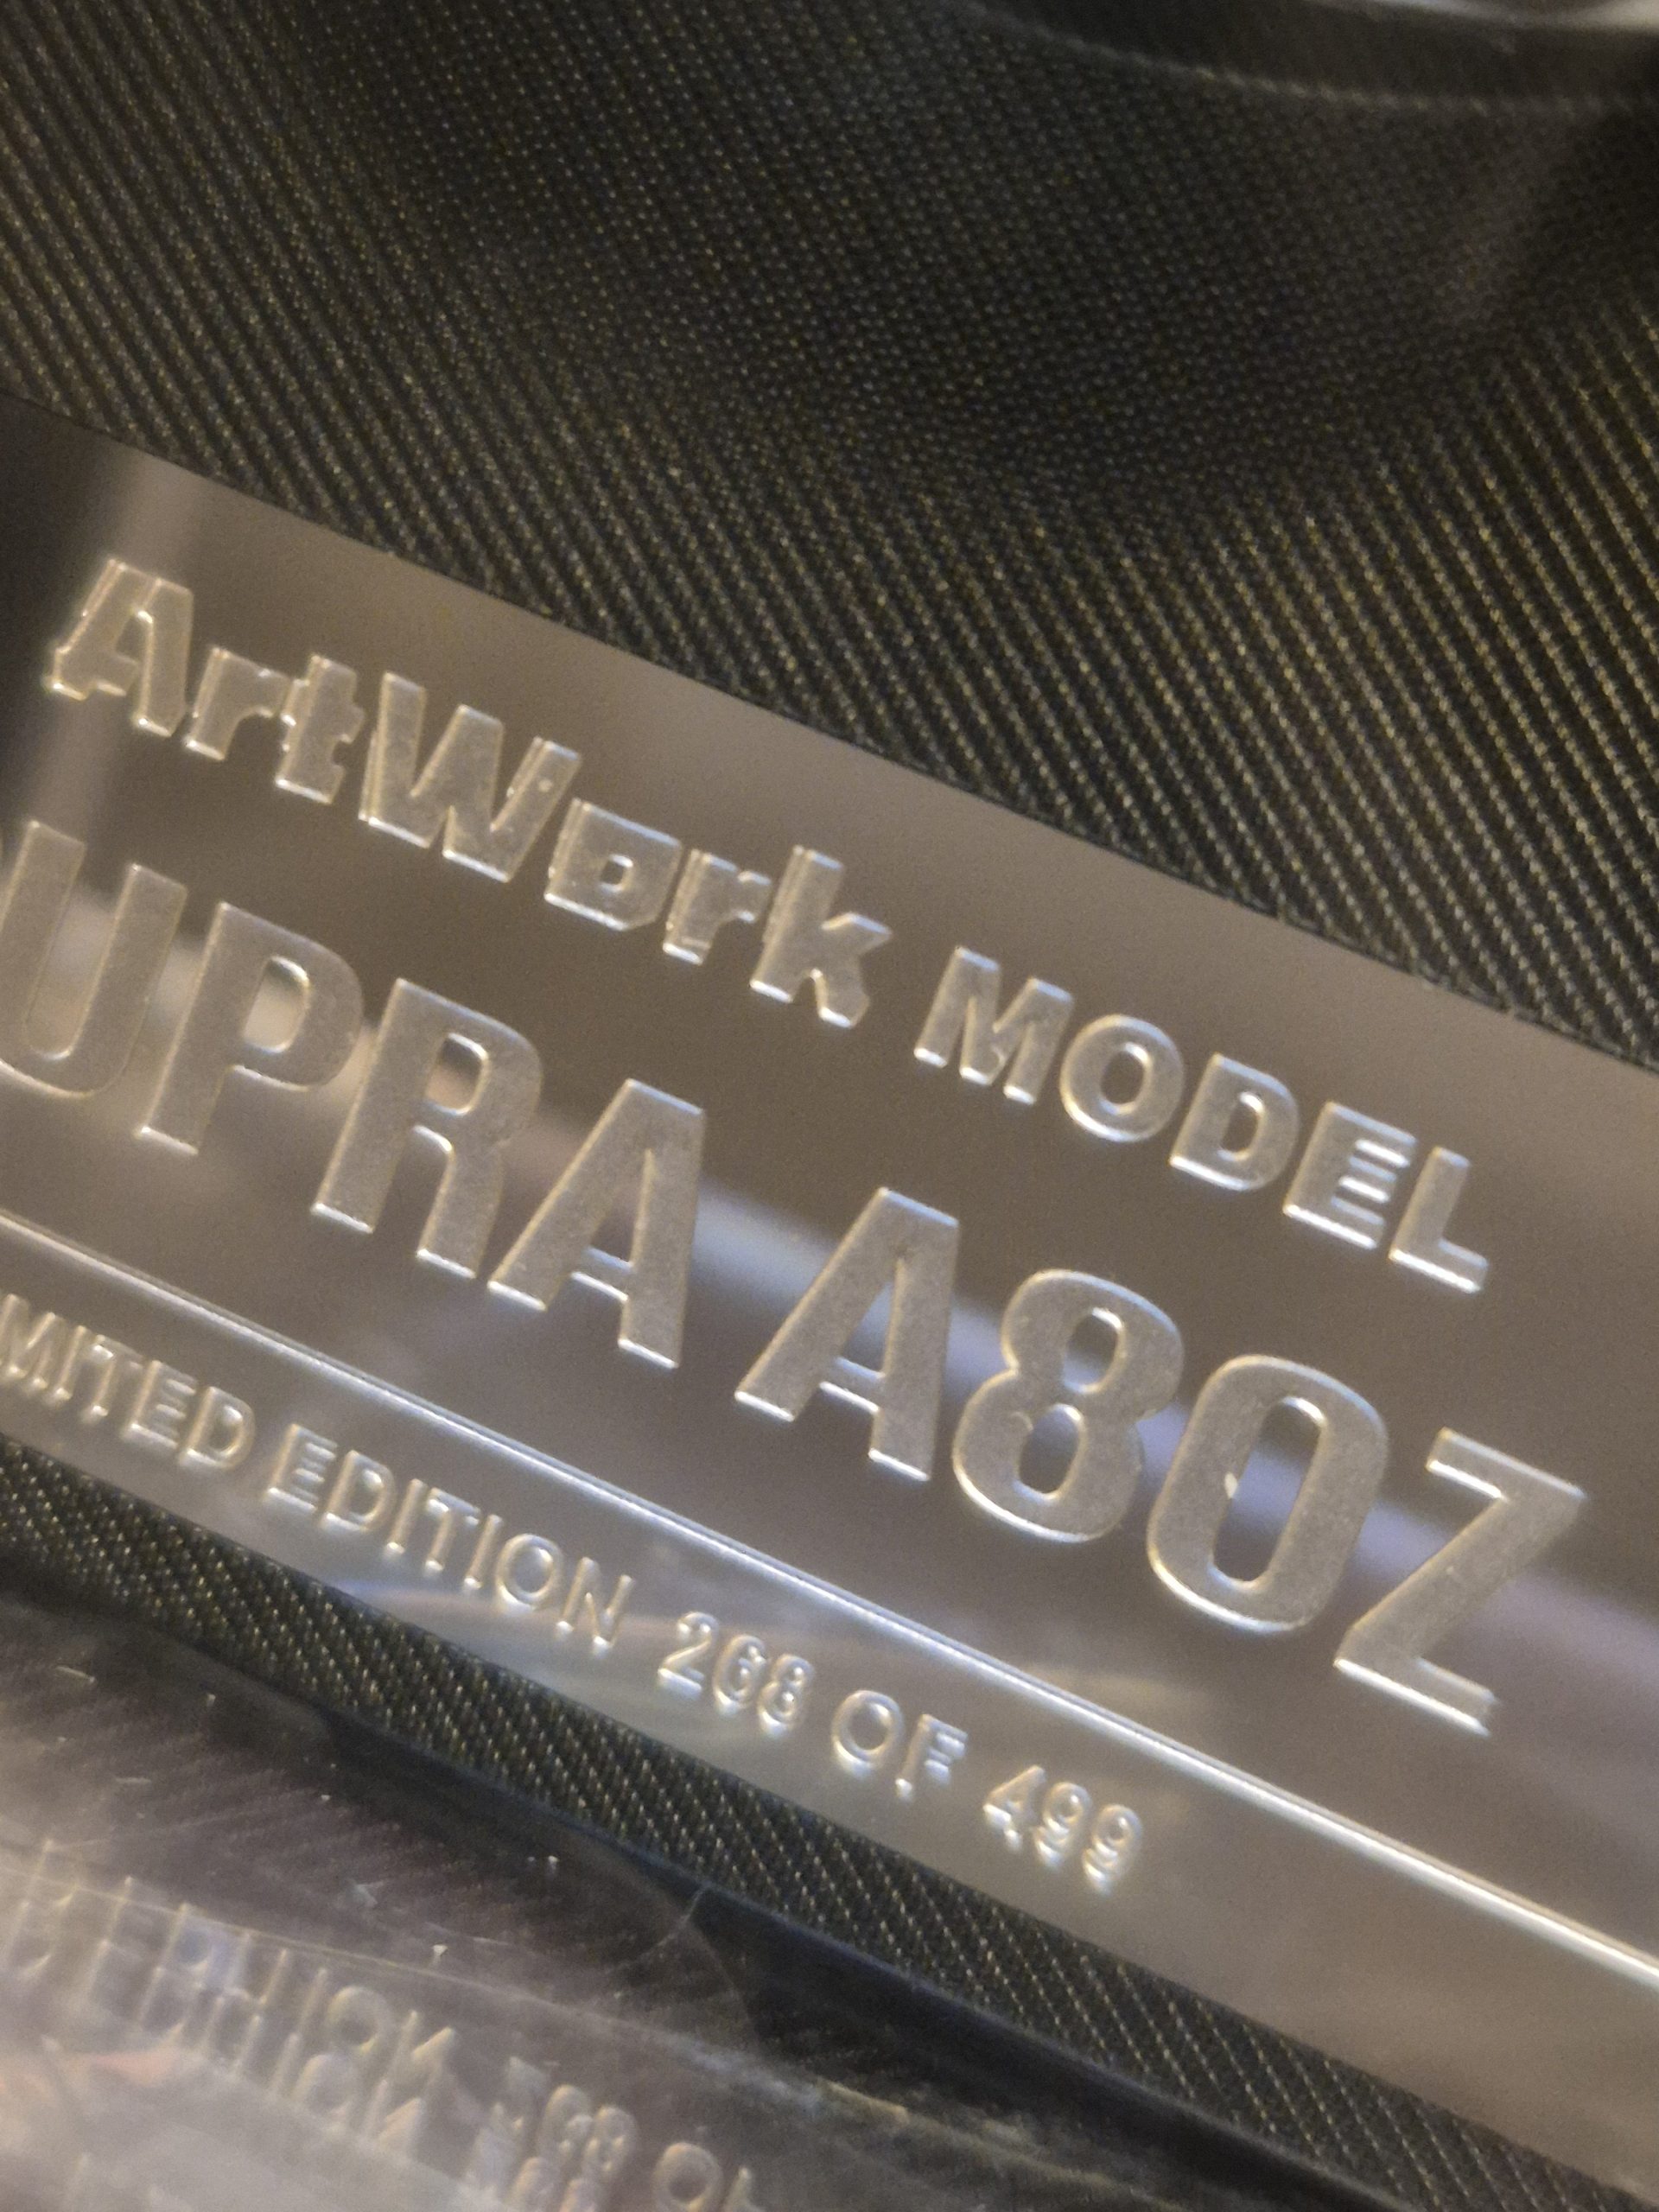 ArtWork MODEL
UPRA A80Z
MITED EDITION 268 OF 499